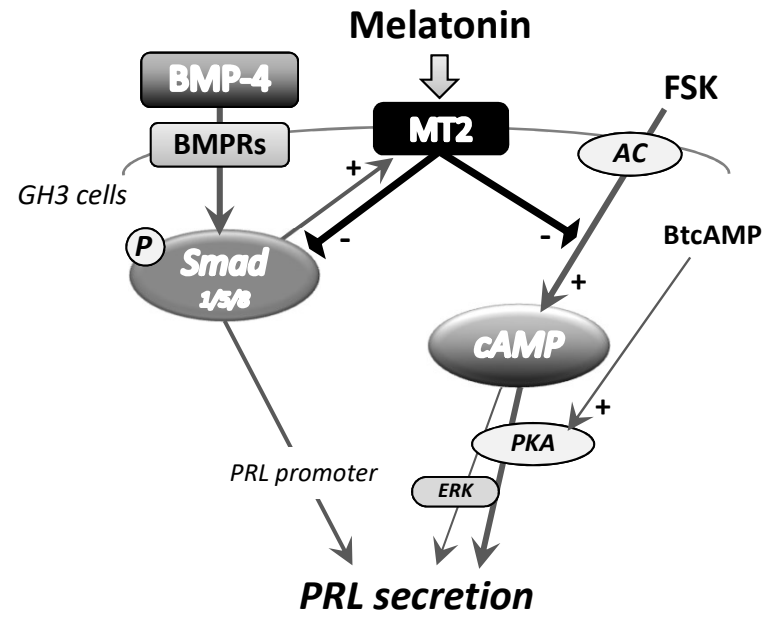 Melatonin
BMP-4
FSK
MT2
BMPRs
AC
+
GH3 cells
-
-
BtcAMP
P
Smad
1/5/8
+
cAMP
+
PKA
PRL promoter
ERK
PRL secretion